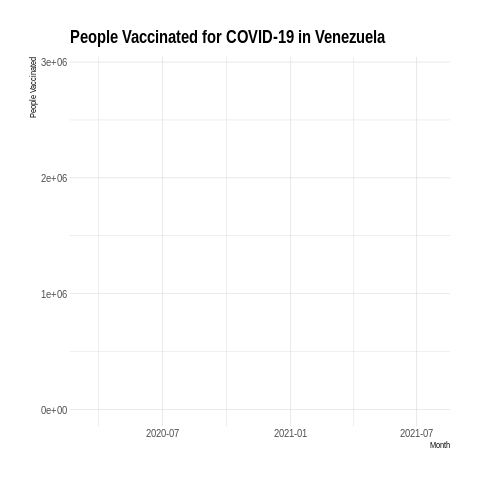 People Vaccinated for COVID-19 in Venezuela
People Vaccinated
3e+06
2e+06
1e+06
0e+00
2020-07
2021-01
2021-07
Month